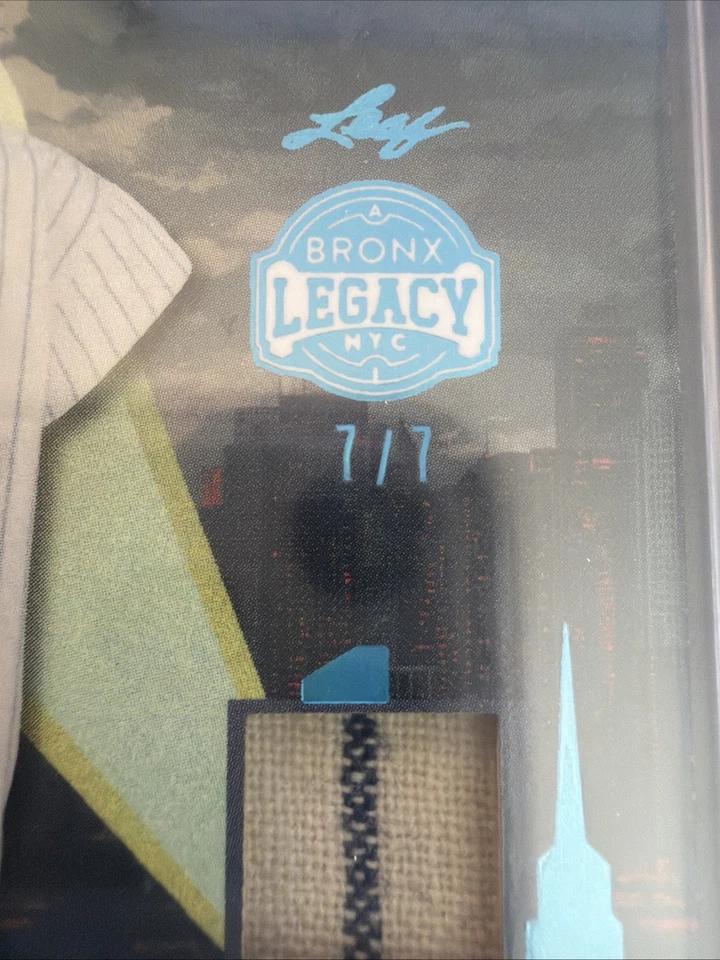 Leaf
A
BRONX
LEGACY
NYC
7/7